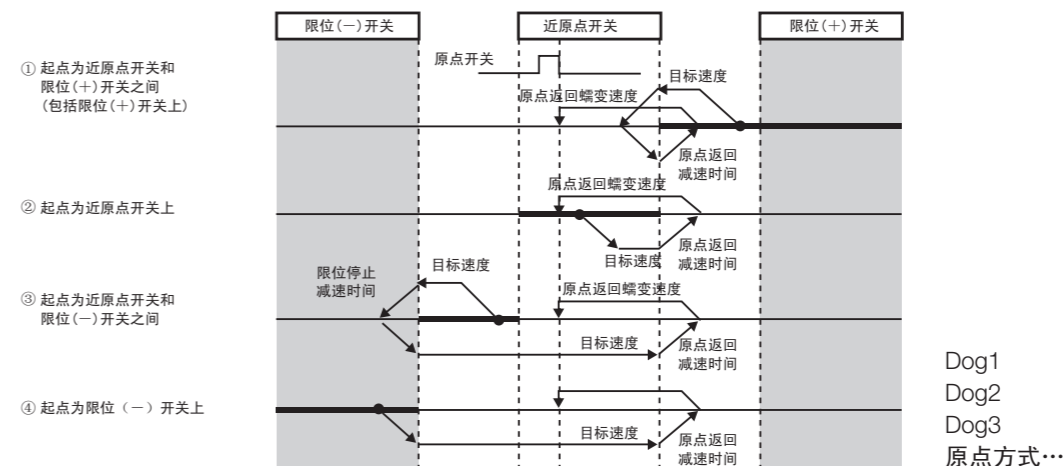 限位(－)开关
近原点开关
限位(＋)开关
原点开关
① 起点为近原点开关和
限位(＋)开关之间
(包括限位(＋)开关上)
目标速度
原点返回蠕变速度
原点返回
减速时间
② 起点为近原点开关上
原点返回蠕变速度
目标速度
原点返回
减速时间
③ 起点为近原点开关和
限位(－)开关之间
限位停止
减速时间
目标速度
原点返回蠕变速度
目标速度
原点返回
减速时间
④ 起点为限位（－）开关上
目标速度
原点返回
减速时间
Dog1
Dog2
Dog3
原点方式…